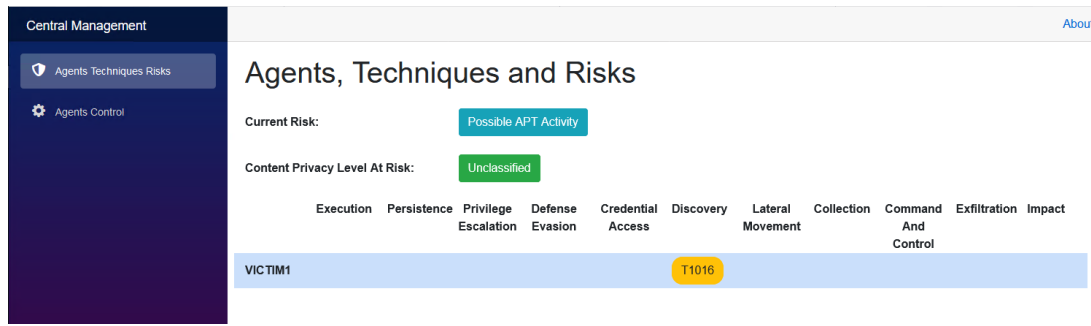 Central Management
About
Agents Techniques Risks
Agents Control
Agents, Techniques and Risks
Current Risk: Possible APT Activity
Content Privacy Level At Risk: Unclassified
Execution Persistence Privilege Escalation Defense Evasion Credential Access Discovery Lateral Movement Collection Command And Control Exfiltration Impact
VICTIM1 T1016